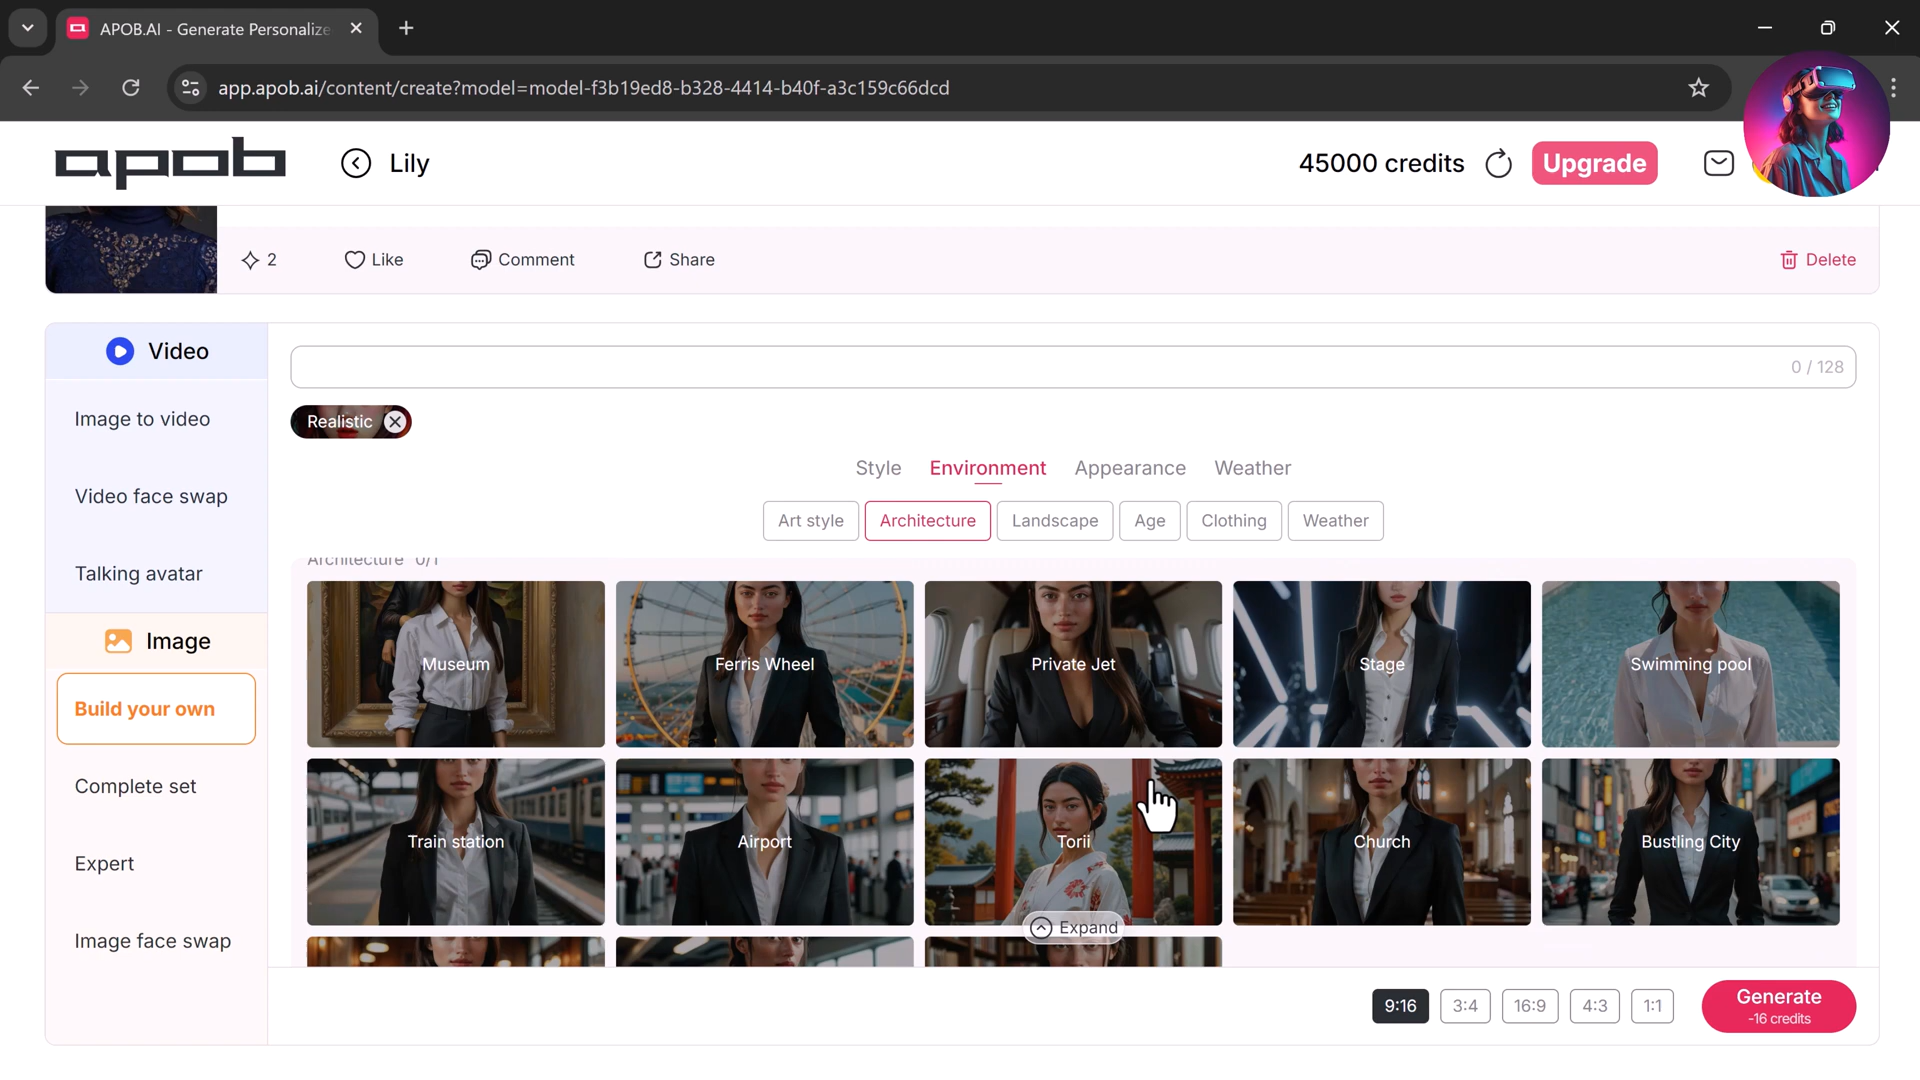 APOB.AI - Generate Personalize
app.apob.ai/content/create?model=model-f3b19ed8-b328-4414-b40f-a3c159c66dcd
apob
Lily
45000 credits
Upgrade
2
Like
Comment
Share
Delete
Video
Image to video
Video face swap
Talking avatar
Image
Build your own
Complete set
Expert
Image face swap
0 / 128
Realistic
Style Environment Appearance Weather
Art style Architecture Landscape Age Clothing Weather
Architecture 0/1
Museum Ferris Wheel Private Jet Stage Swimming pool
Train station Airport Torii Church Bustling City
Expand
9:16 3:4 16:9 4:3 1:1
Generate
-16 credits